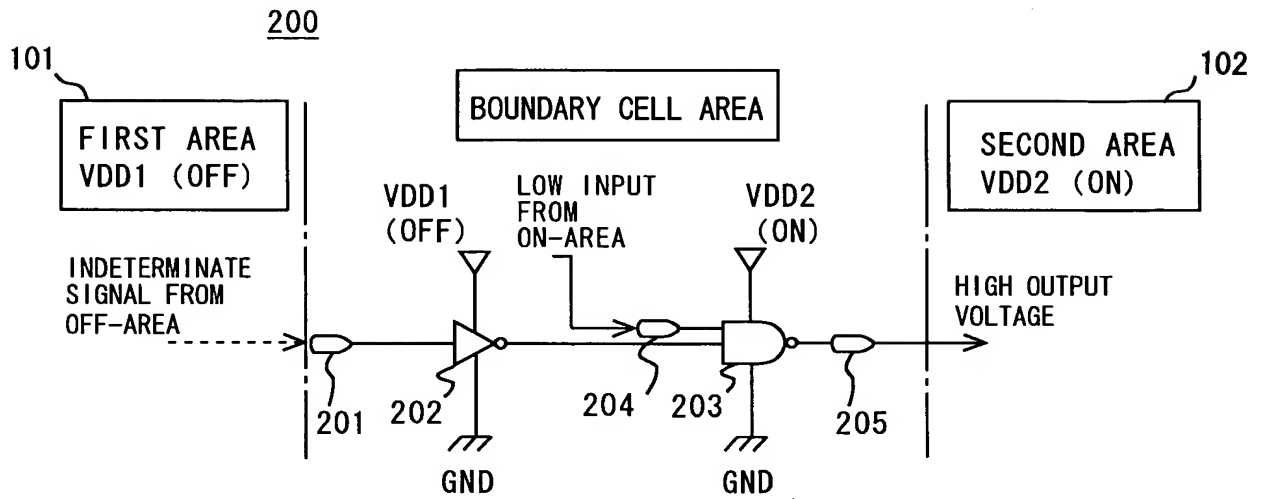 200
101
102
BOUNDARY CELL AREA
FIRST AREA
VDD1 (OFF)
SECOND AREA
VDD2 (ON)
VDD1
(OFF)
LOW INPUT
FROM
ON-AREA
VDD2
(ON)
INDETERMINATE
SIGNAL FROM
OFF-AREA
HIGH OUTPUT
VOLTAGE
201
202
204
203
205
GND
GND